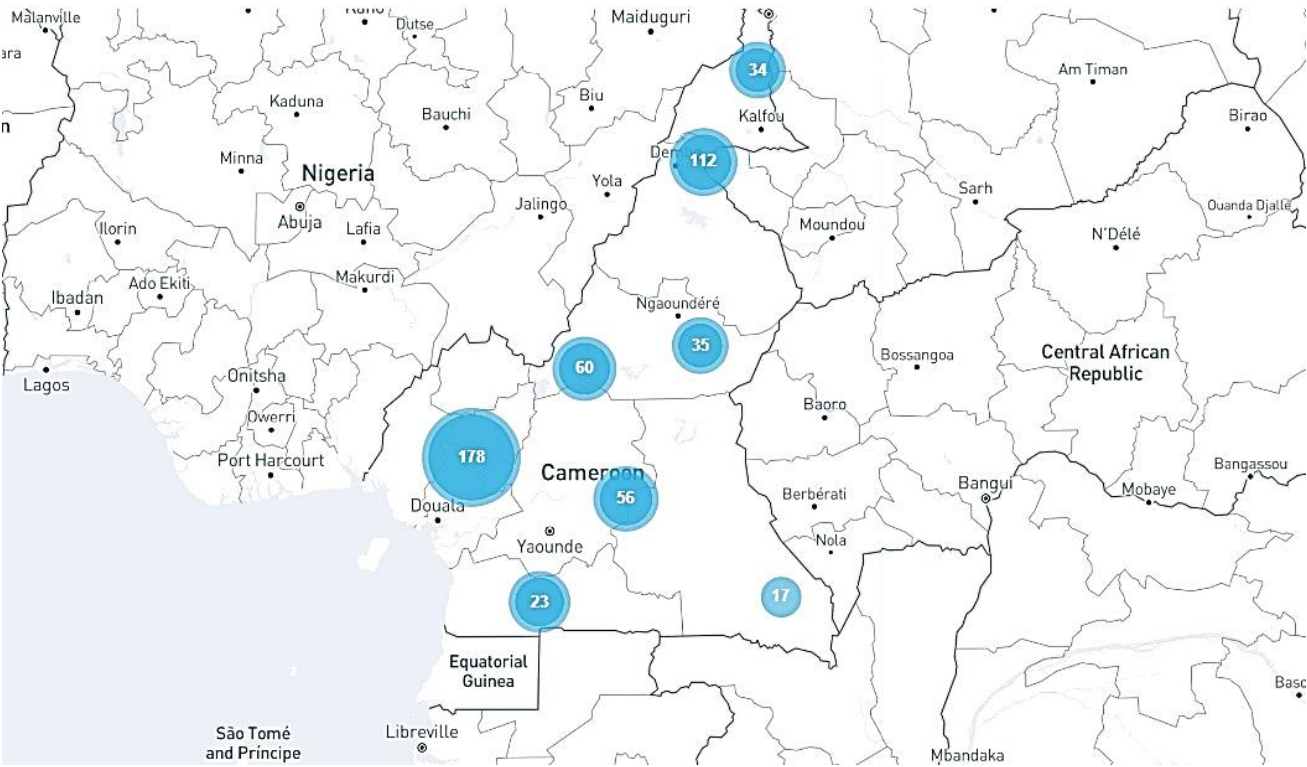 Malanville
Kano
Dutse
Maiduguri
34
Am Timan
ara
Kaduna
Bauchi
Biu
Kalfou
Birao
n
Minna
Nigeria
112
Yola
Sarh
Jalingo
Ouanda Djallé
Abuja
Ilorin
Lafia
Moundou
N'Délé
Makurdi
Ado Ekiti
Ibadan
Ngaoundéré
35
Bossangoa
Central African
Republic
60
Lagos
Onitsha
Baoro
Owerri
178
Port Harcourt
Cameroon
56
Bangassou
Berbérati
Bangui
Mobaye
Douala
Yaounde
Nola
23
17
Equatorial
Guinea
Libreville
São Tomé
and Príncipe
Mbandaka